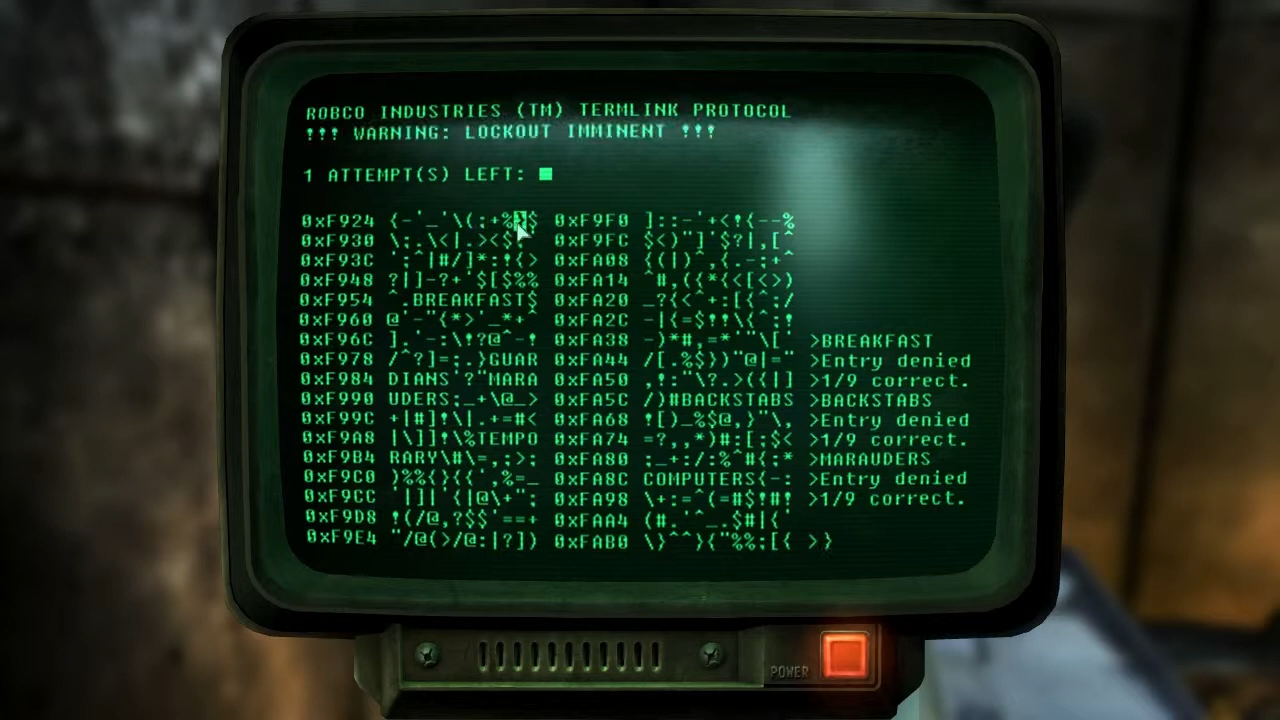 ROBCO INDUSTRIES (TM) TERMLINK PROTOCOL
!!! WARNING: LOCKOUT IMMINENT !!!
1 ATTEMPT(S) LEFT:
0xF924 {-'_'\(:+%}$ 0xF9F0 ]::-'+<!{--%
0xF930 0xF9FC $<)"]'$?|,[^
0xF93C ':^|#/]*:!{> 0xFA08 {(|)^,{.-;+^
0xF948 ?|]-?+'$[$%% 0xFA14 ^#,({*{<[<>)
0xF954 ^.BREAKFAST$ 0xFA20 _?{<^+:[{^:/
0xF960 @'-"{*>'_*+^ 0xFA2C -|{=$!!\{^;!
0xF96C ].'-:\!?@^-! 0xFA38 -)*#,=*'"\[' >BREAKFAST
0xF978 /^?]=;.}GUAR 0xFA44 /[.%$})"@|=" >Entry denied
0xF984 DIANS'?"MARA 0xFA50 ,!:"\?.>({|] >1/9 correct.
0xF990 UDERS;_+\@_> 0xFA5C /)#BACKSTABS >BACKSTABS
0xF99C +|#]!\|.+=#< 0xFA68 ![)_%$@,}"\, >Entry denied
0xF9A8 |\]]!\%TEMPO 0xFA74 =?,,*)#:[:$< >1/9 correct.
0xF9B4 RARY\#\=,;>; 0xFA80 ;_+:/:%^#{;* >MARAUDERS
0xF9C0 }%%{}{{',%=_ 0xFA8C COMPUTERS{-: >Entry denied
0xF9CC '|]|'{|@\+"; 0xFA98 \+:=^(=#$!#! >1/9 correct.
0xF9D8 !(/@,?$$'==+ 0xFAA4 (#.'^_.$#|{'
0xF9E4 "/@(>/@:|?]) 0xFAB0 \}^^}{"%%;[{ >}
POWER